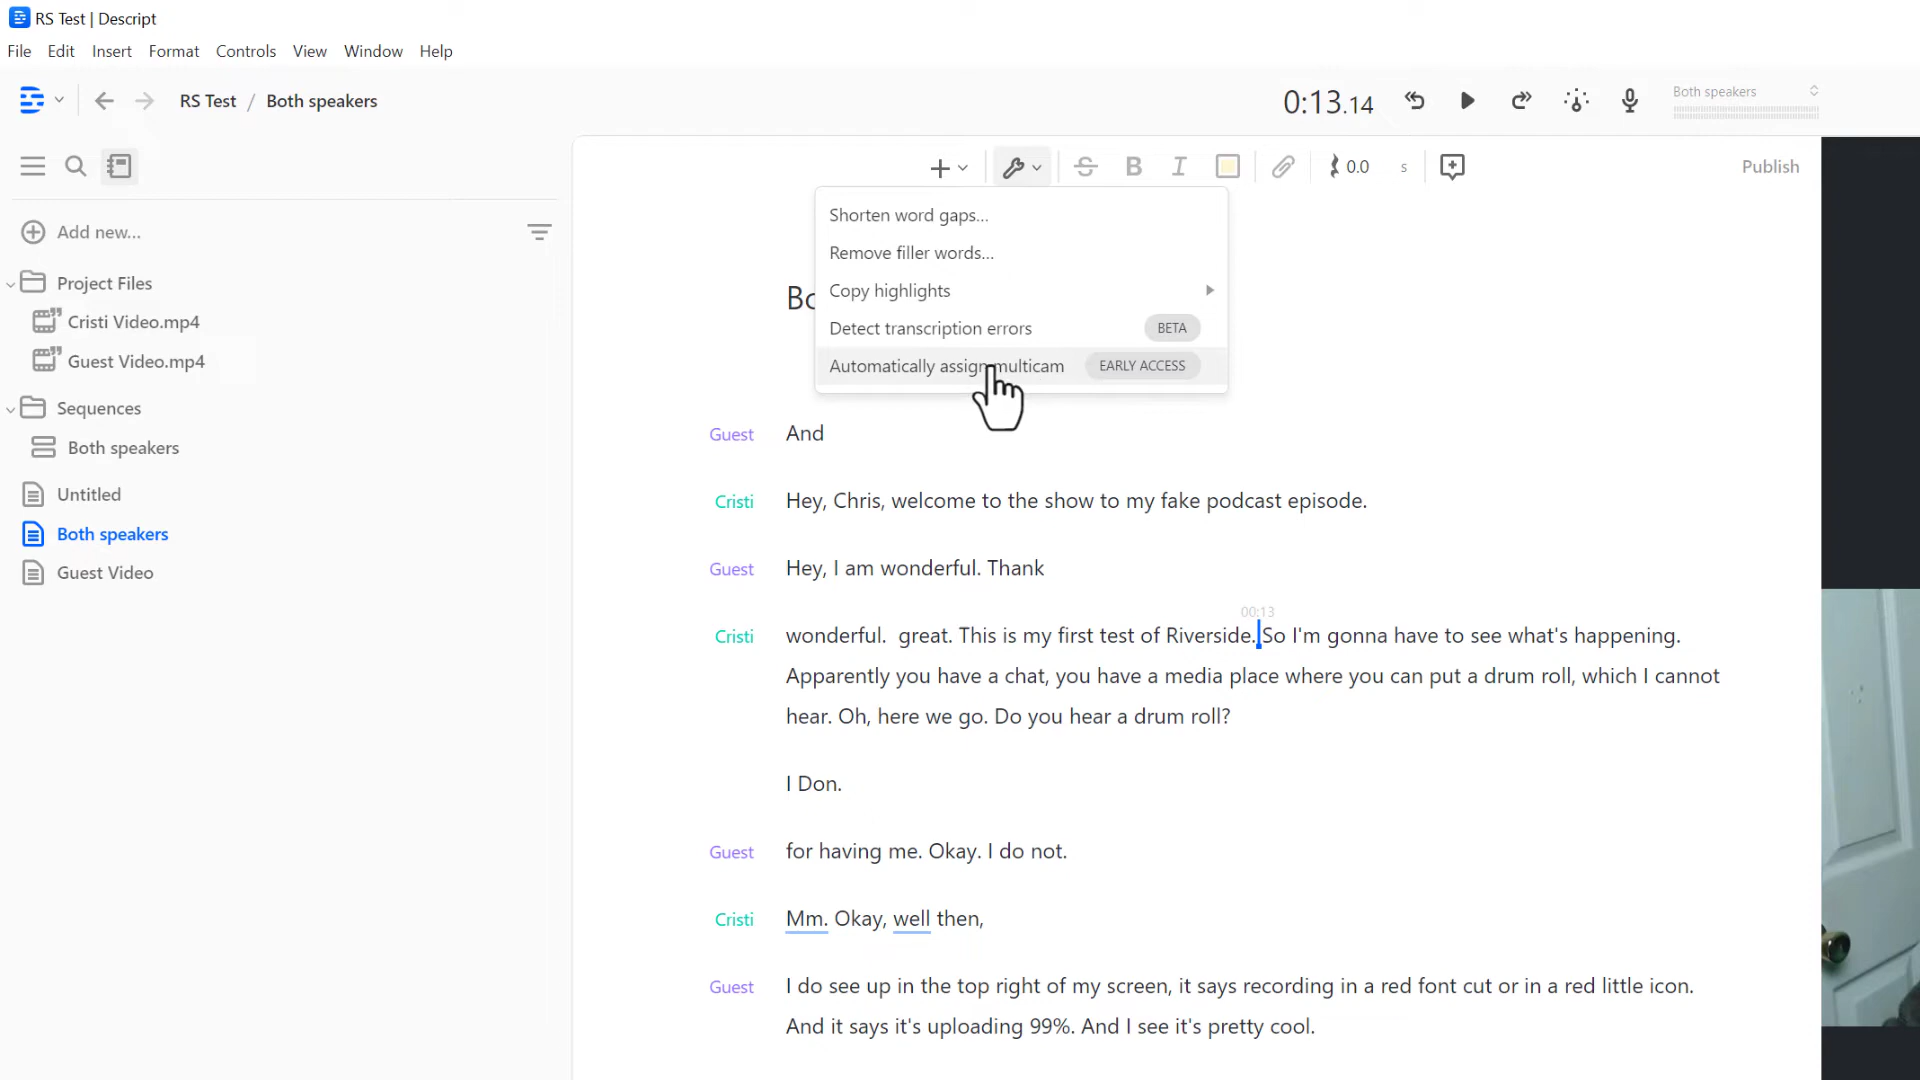 RS Test | Descript
File Edit Insert Format Controls View Window Help
RS Test / Both speakers
0:13.14
Both speakers
B I 0.0 s
Publish
Add new...
Project Files
Cristi Video.mp4
Guest Video.mp4
Sequences
Both speakers
Untitled
Both speakers
Guest Video
Shorten word gaps...
Remove filler words...
Copy highlights
Detect transcription errors BETA
Automatically assign multicam EARLY ACCESS
Bo
Guest And
Cristi Hey, Chris, welcome to the show to my fake podcast episode.
Guest Hey, I am wonderful. Thank
00:13
Cristi wonderful. great. This is my first test of Riverside. So I'm gonna have to see what's happening.
Apparently you have a chat, you have a media place where you can put a drum roll, which I cannot
hear. Oh, here we go. Do you hear a drum roll?
I Don.
Guest for having me. Okay. I do not.
Cristi Mm. Okay, well then,
Guest I do see up in the top right of my screen, it says recording in a red font cut or in a red little icon.
And it says it's uploading 99%. And I see it's pretty cool.